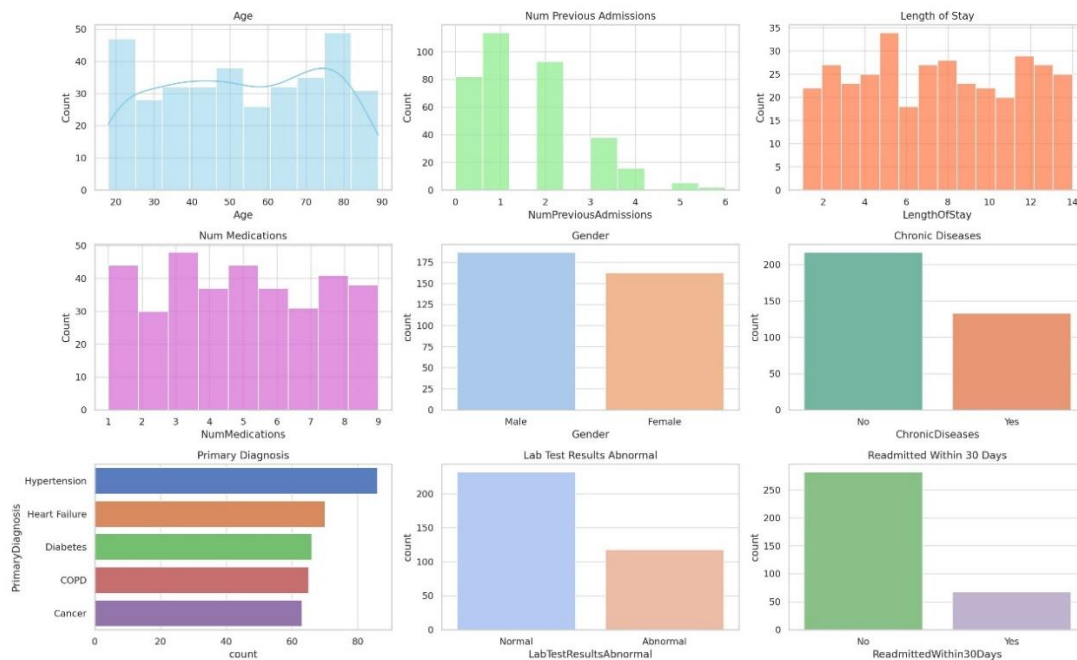 Age
Count
50
40
30
20
10
0
20 30 40 50 60 70 80 90
Age
Num Previous Admissions
Count
100
80
60
40
20
0
0 1 2 3 4 5 6
NumPreviousAdmissions
Length of Stay
Count
35
30
25
20
15
10
5
0
2 4 6 8 10 12 14
LengthOfStay
Num Medications
Count
50
40
30
20
10
0
1 2 3 4 5 6 7 8 9
NumMedications
Gender
count
175
150
125
100
75
50
25
0
Male Female
Gender
Chronic Diseases
count
200
150
100
50
0
No Yes
ChronicDiseases
Primary Diagnosis
PrimaryDiagnosis
Hypertension
Heart Failure
Diabetes
COPD
Cancer
0 20 40 60 80
count
Lab Test Results Abnormal
count
200
150
100
50
0
Normal Abnormal
LabTestResultsAbnormal
Readmitted Within 30 Days
count
250
200
150
100
50
0
No Yes
ReadmittedWithin30Days